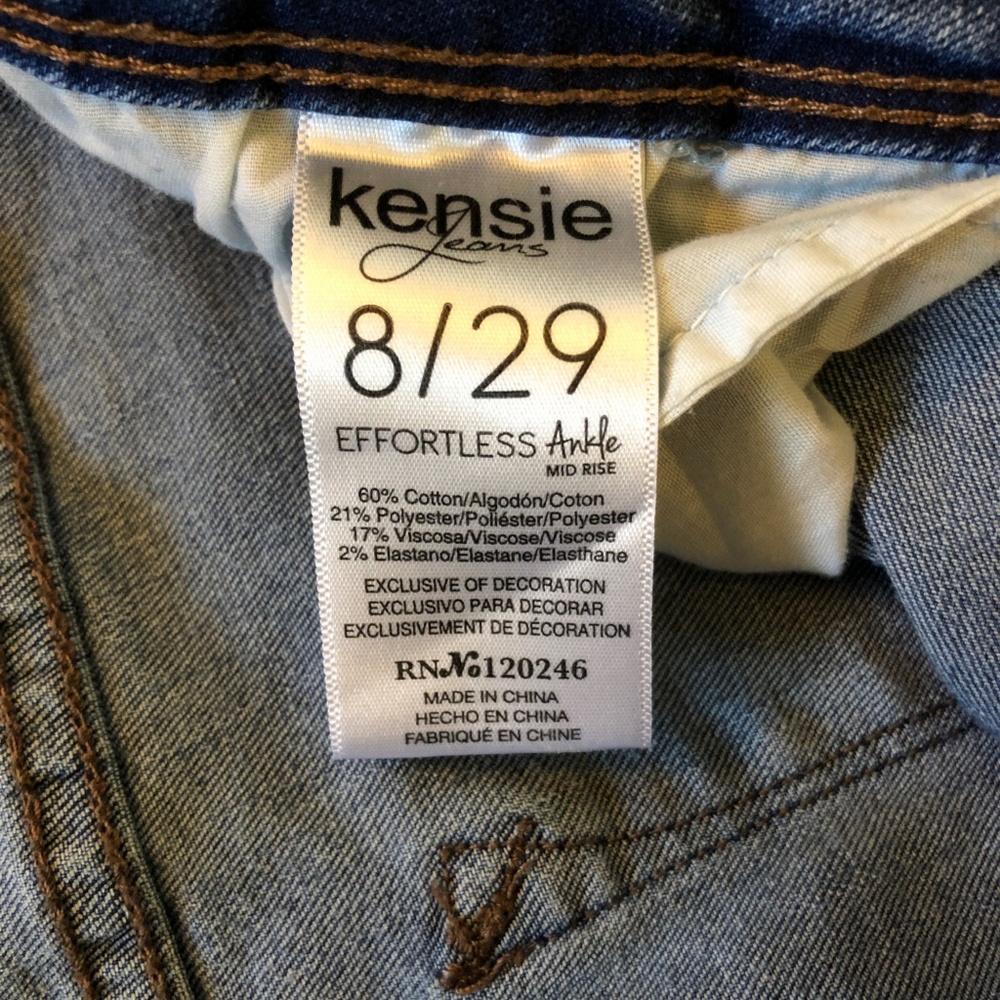 kensie
Jeans
8/29
EFFORTLESS Ankle
MID RISE
60% Cotton/Algodón/Coton
21% Polyester/Poliéster/Polyester
17% Viscosa/Viscose/Viscose
2% Elastano/Elastane/Elasthane
EXCLUSIVE OF DECORATION
EXCLUSIVO PARA DECORAR
EXCLUSIVEMENT DE DÉCORATION
RN№120246
MADE IN CHINA
HECHO EN CHINA
FABRIQUÉ EN CHINE